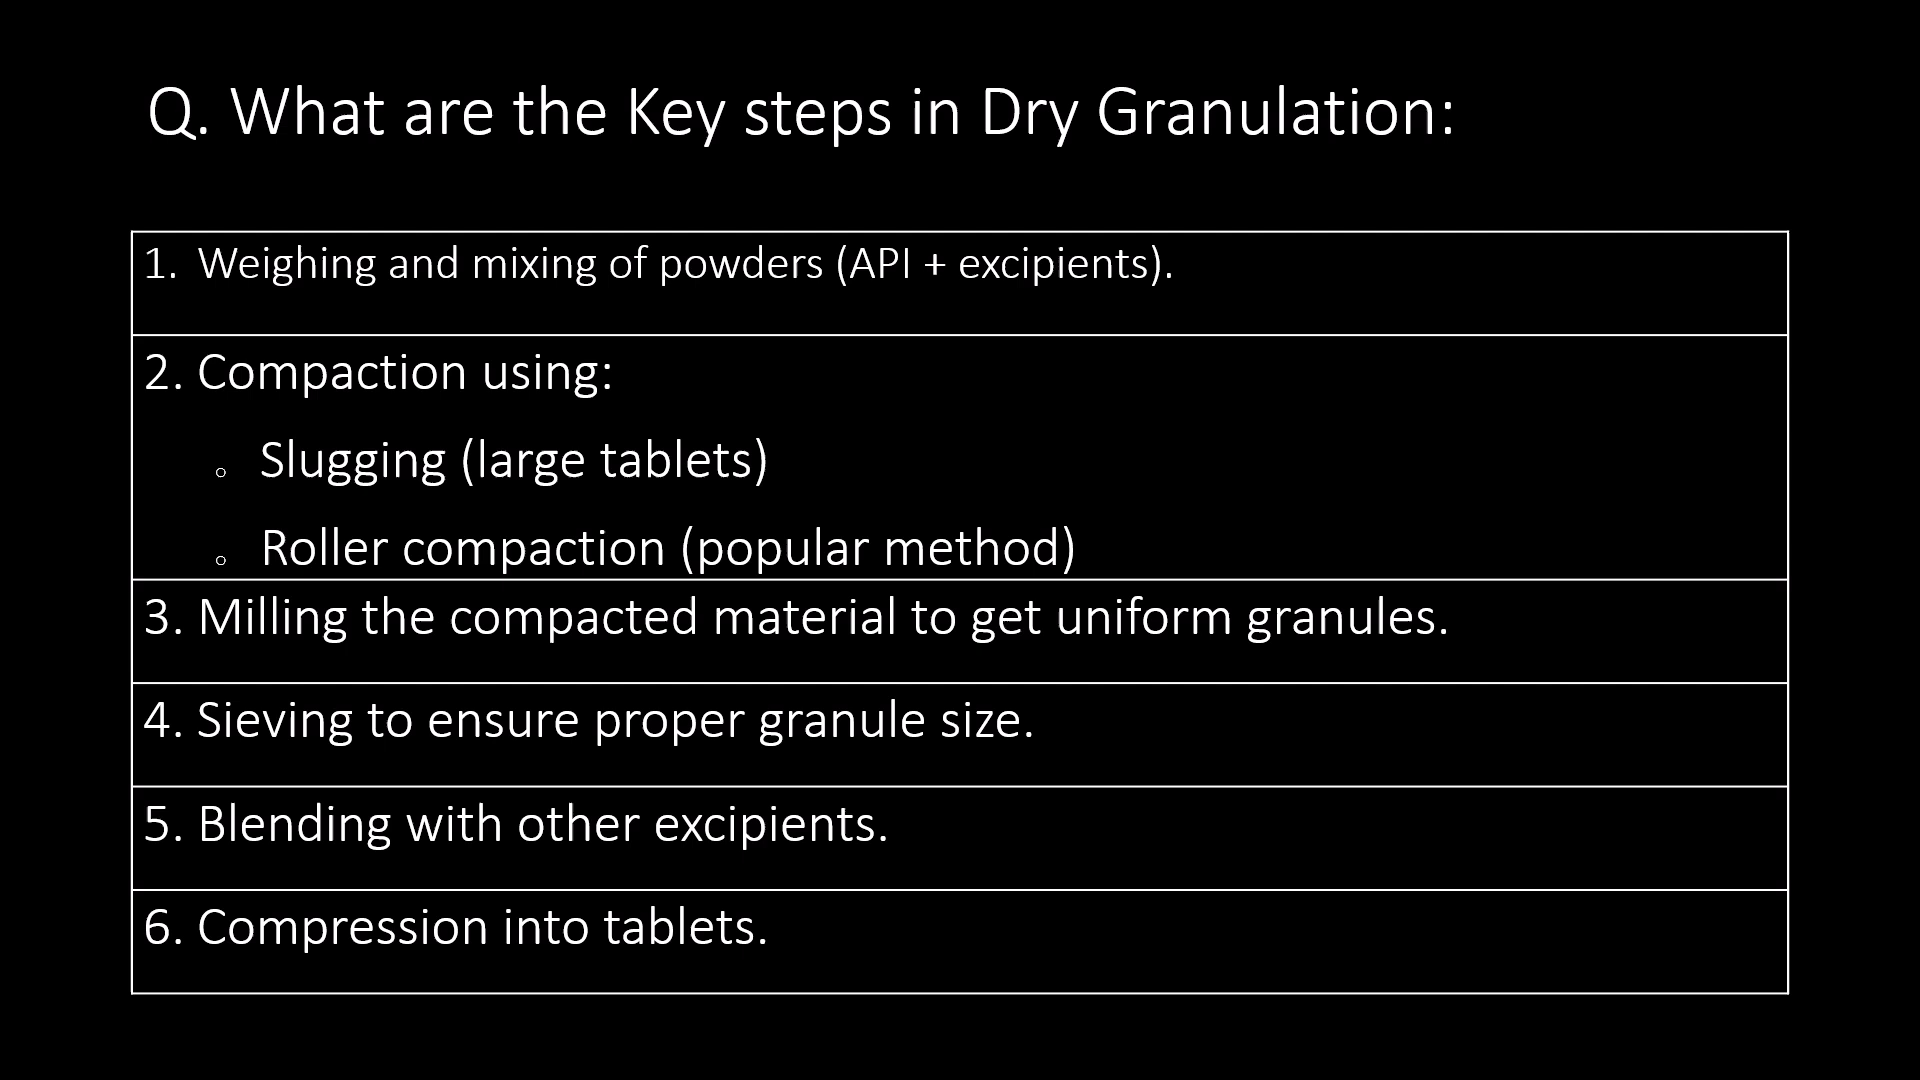 Q. What are the Key steps in Dry Granulation:
1. Weighing and mixing of powders (API + excipients).
2. Compaction using:
o Slugging (large tablets)
o Roller compaction (popular method)
3. Milling the compacted material to get uniform granules.
4. Sieving to ensure proper granule size.
5. Blending with other excipients.
6. Compression into tablets.